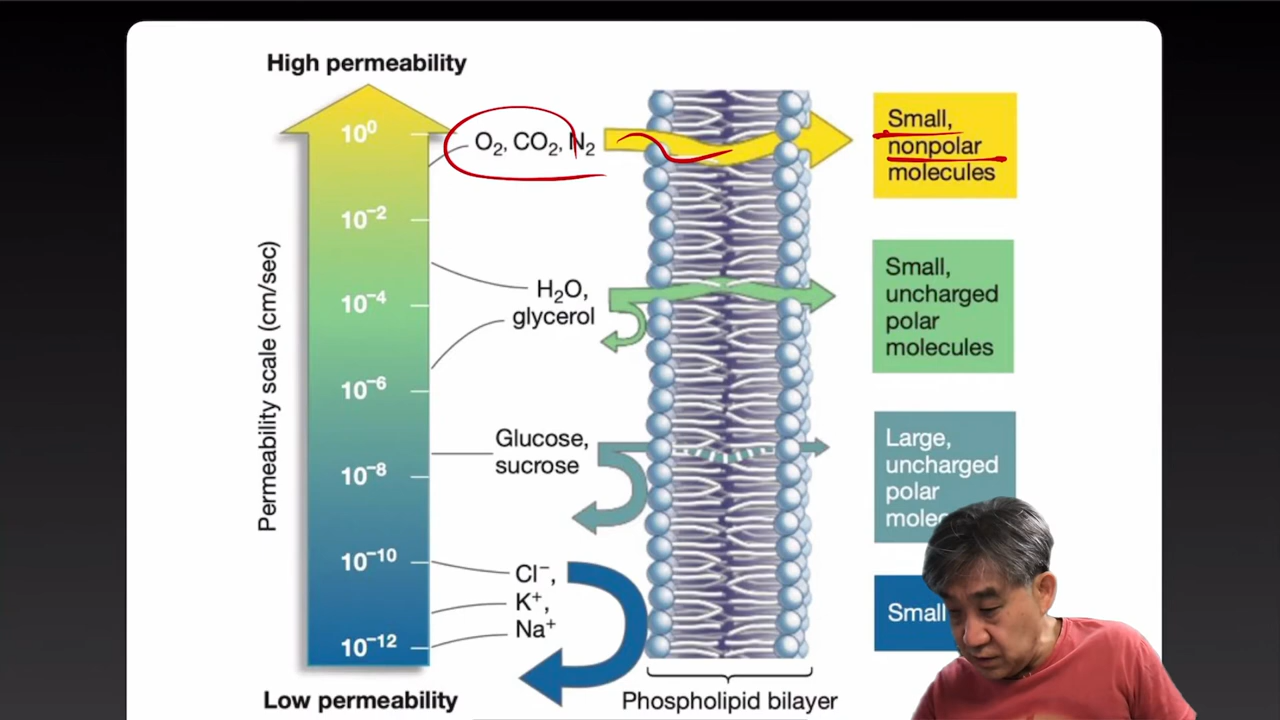 High permeability
10⁰
O₂, CO₂, N₂
Small,
nonpolar
molecules
10⁻²
Permeability scale (cm/sec)
10⁻⁴
H₂O,
glycerol
Small,
uncharged
polar
molecules
10⁻⁶
Glucose,
sucrose
10⁻⁸
Large,
uncharged
polar
10⁻¹⁰
Cl⁻,
K⁺,
Na⁺
Small
10⁻¹²
Low permeability
Phospholipid bilayer